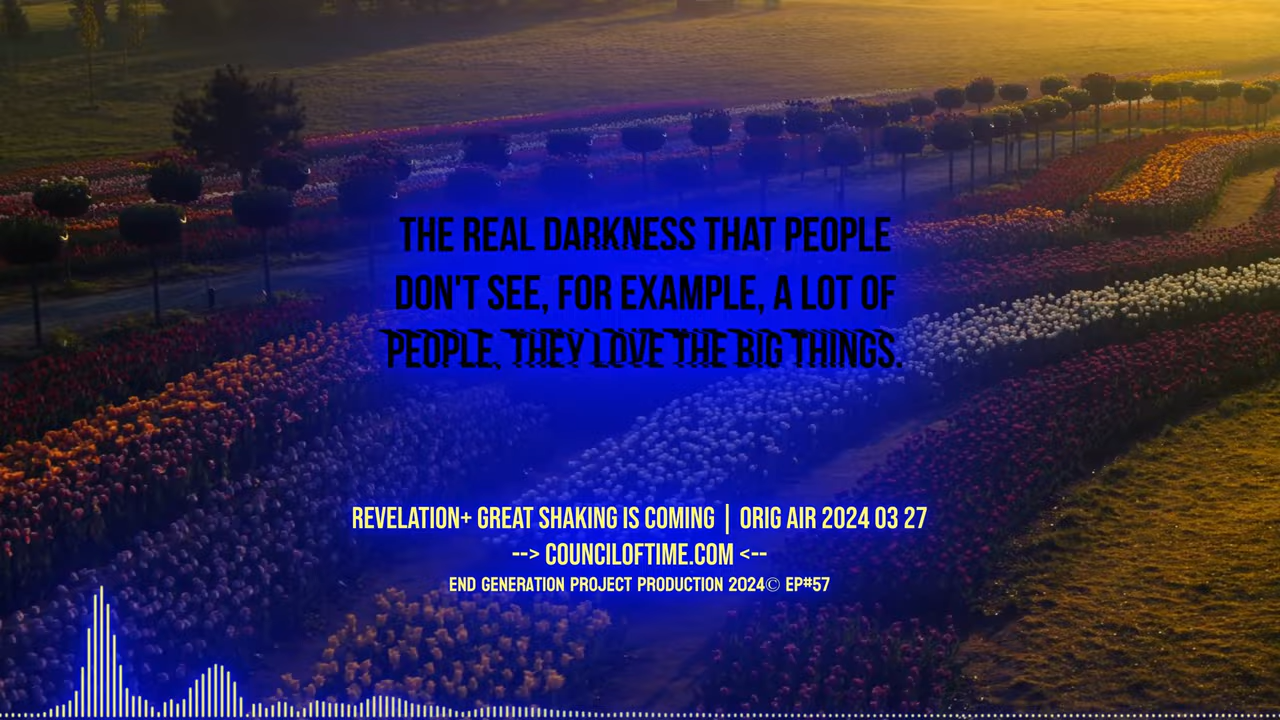 THE REAL DARKNESS THAT PEOPLE
DON'T SEE, FOR EXAMPLE, A LOT OF
PEOPLE, THEY LOVE THE BIG THINGS.
REVELATION+ GREAT SHAKING IS COMING | ORIG AIR 2024 03 27
--> COUNCILOFTIME.COM <--
END GENERATION PROJECT PRODUCTION 2024© EP#57